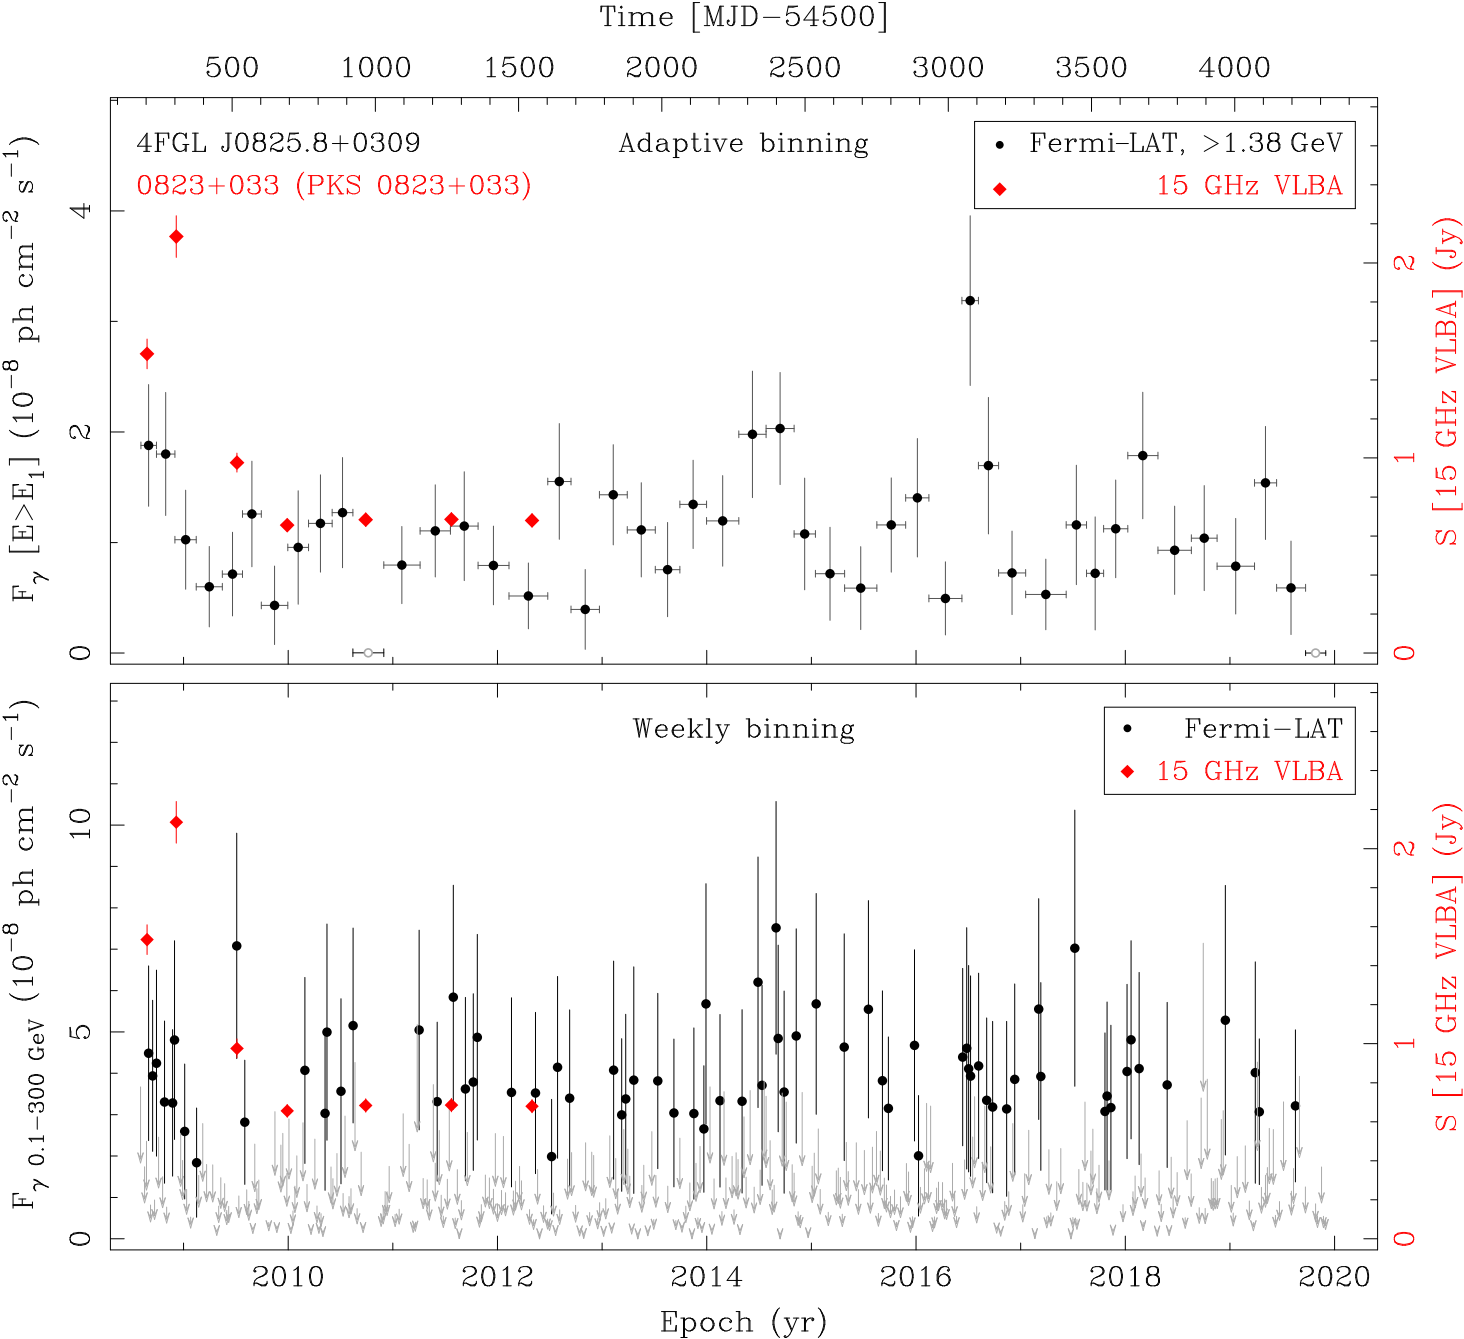 Time [MJD−54500]
500 1000 1500 2000 2500 3000 3500 4000
4FGL J0825.8+0309
0823+033 (PKS 0823+033)
Adaptive binning
Fermi−LAT, >1.38 GeV
15 GHz VLBA
F_γ [E>E_1] (10^−8 ph cm^−2 s^−1)
4
2
0
S [15 GHz VLBA] (Jy)
2
1
0
Weekly binning
Fermi−LAT
15 GHz VLBA
F_γ 0.1−300 GeV (10^−8 ph cm^−2 s^−1)
10
5
0
S [15 GHz VLBA] (Jy)
2
1
0
2010 2012 2014 2016 2018 2020
Epoch (yr)